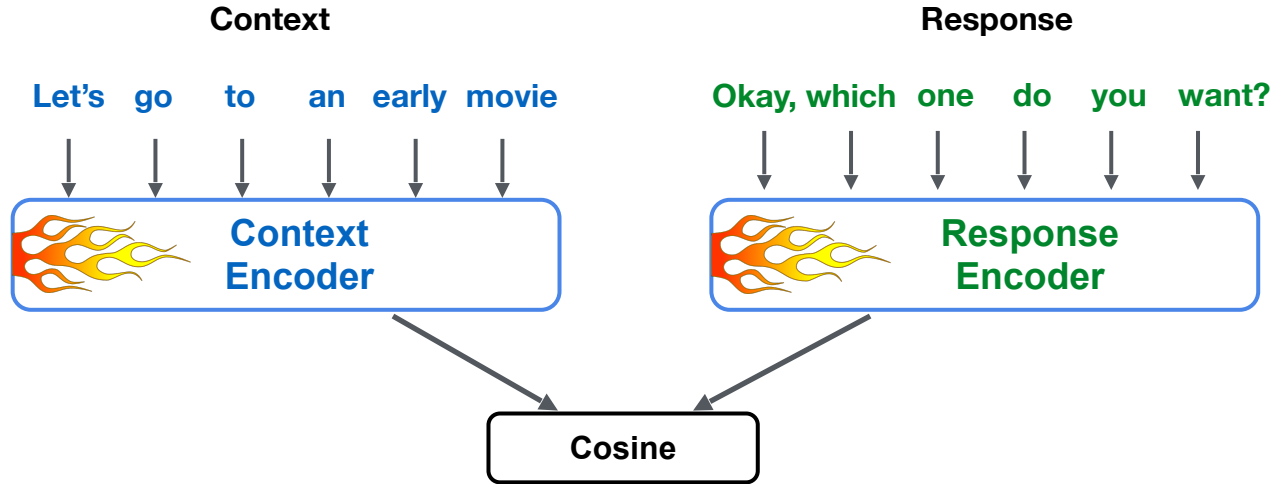 Context
Response
Let's go to an early movie
Okay, which one do you want?
Context
Encoder
Response
Encoder
Cosine